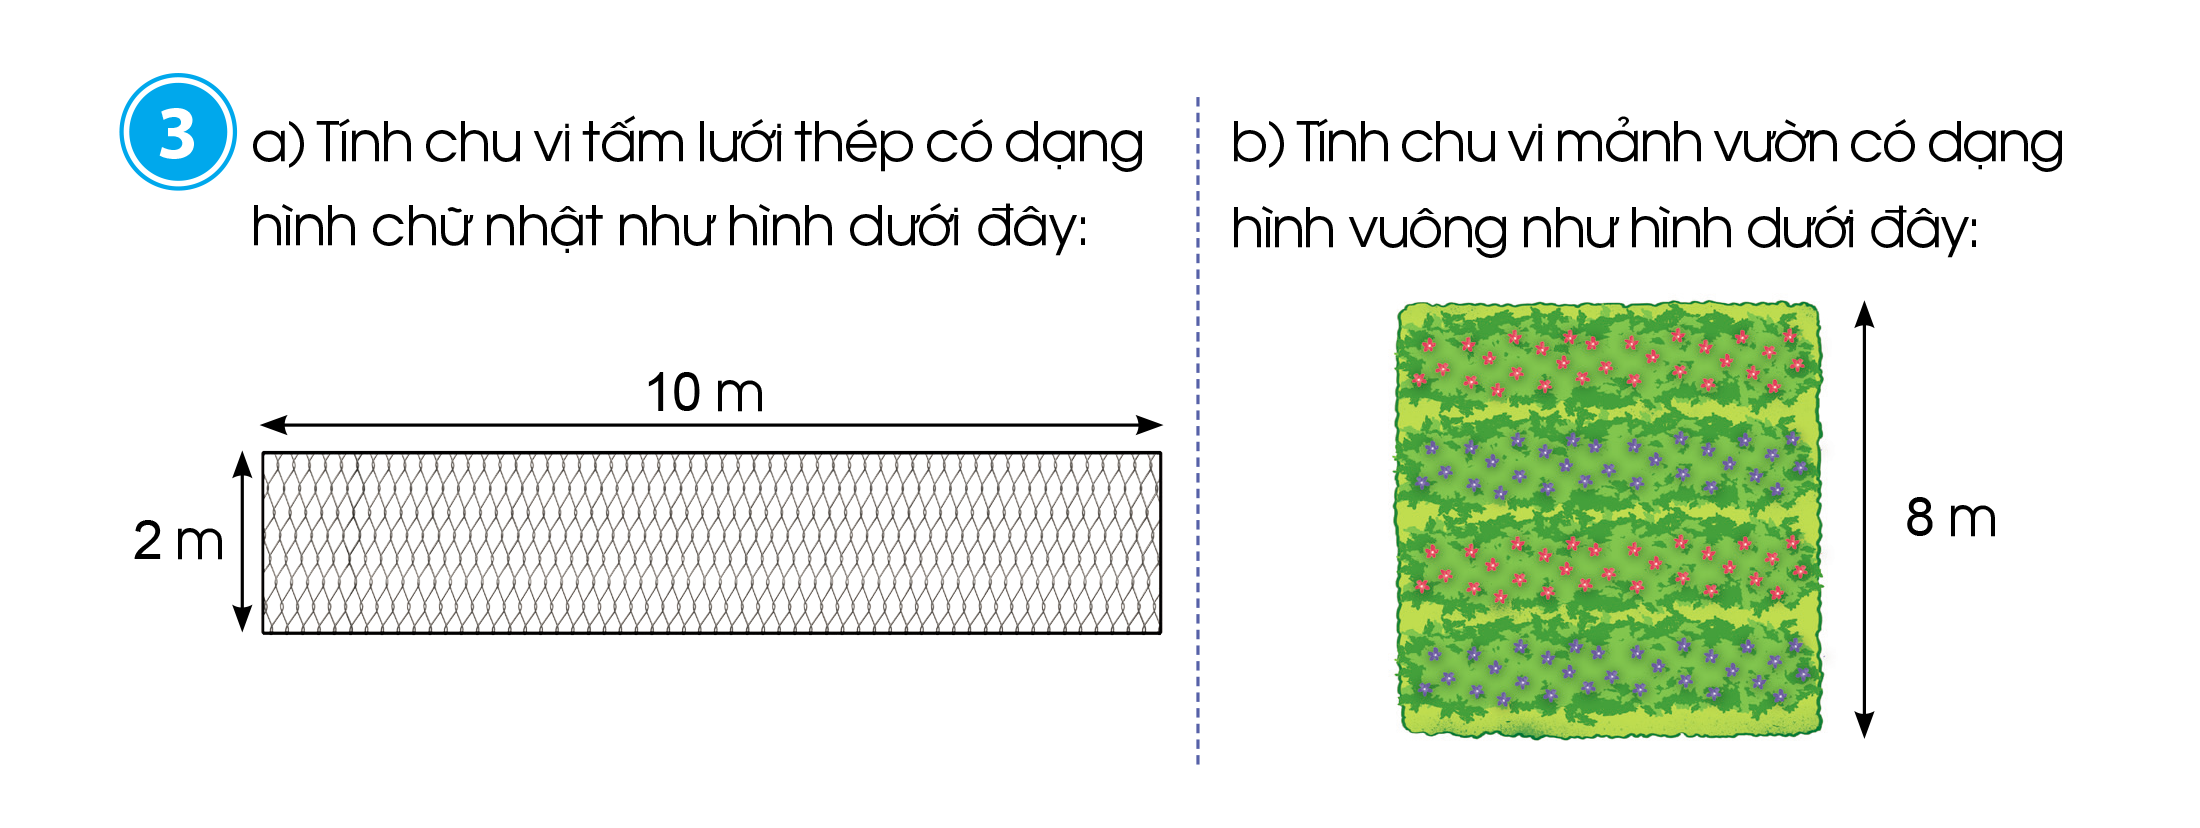 3
a) Tính chu vi tấm lưới thép có dạng
hình chữ nhật như hình dưới đây:
10 m
2 m
b) Tính chu vi mảnh vườn có dạng
hình vuông như hình dưới đây:
8 m